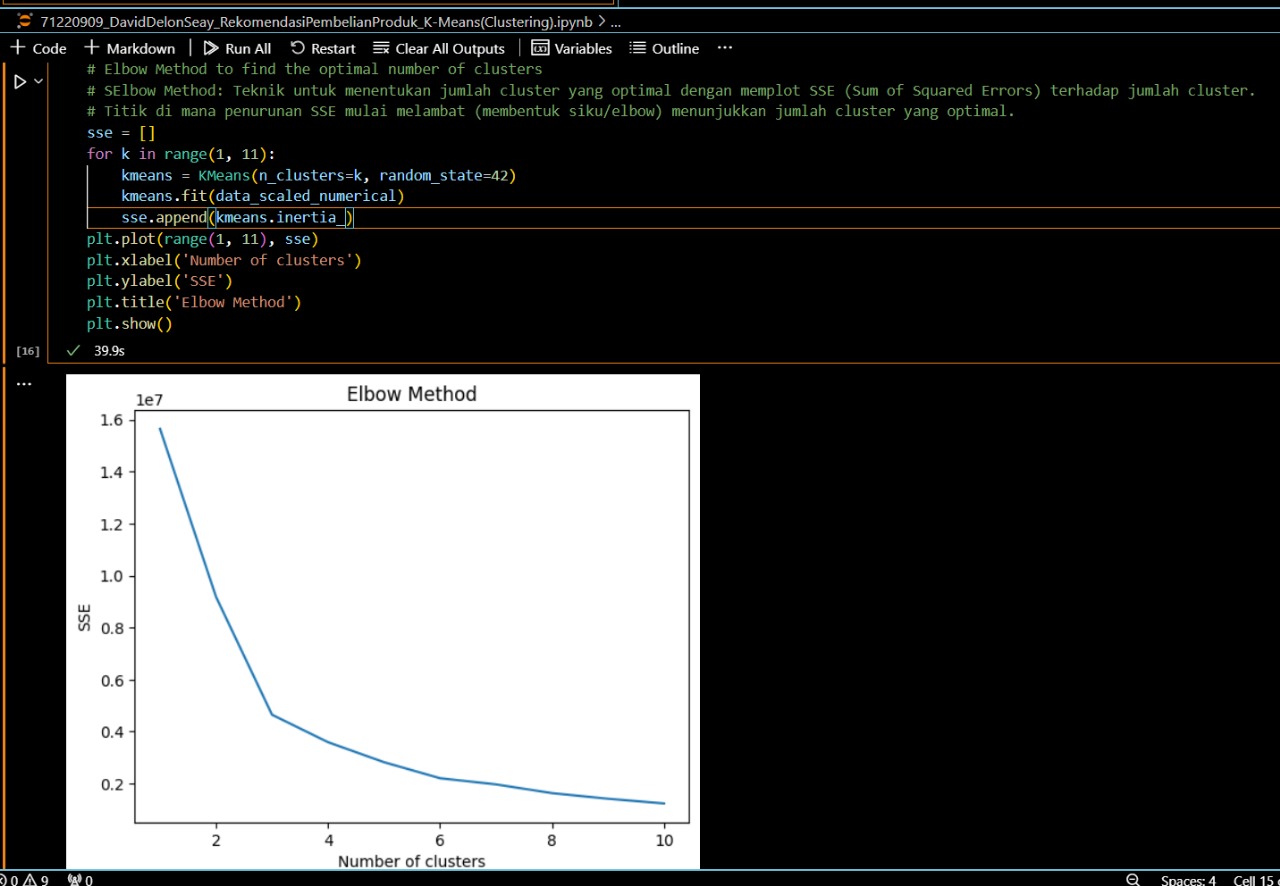 71220909_DavidDelonSeay_RekomendasiPembelianProduk_K-Means(Clustering).ipynb > ...
+ Code + Markdown | Run All Restart Clear All Outputs | Variables Outline ...
# Elbow Method to find the optimal number of clusters
# SElbow Method: Teknik untuk menentukan jumlah cluster yang optimal dengan memplot SSE (Sum of Squared Errors) terhadap jumlah cluster.
# Titik di mana penurunan SSE mulai melambat (membentuk siku/elbow) menunjukkan jumlah cluster yang optimal.
sse = []
for k in range(1, 11):
    kmeans = KMeans(n_clusters=k, random_state=42)
    kmeans.fit(data_scaled_numerical)
    sse.append(kmeans.inertia_)
plt.plot(range(1, 11), sse)
plt.xlabel('Number of clusters')
plt.ylabel('SSE')
plt.title('Elbow Method')
plt.show()
[16] 39.9s
...
Elbow Method
1e7
1.6
1.4
1.2
1.0
0.8
0.6
0.4
0.2
SSE
2 4 6 8 10
Number of clusters
0 9 0 Spaces: 4 Cell 15